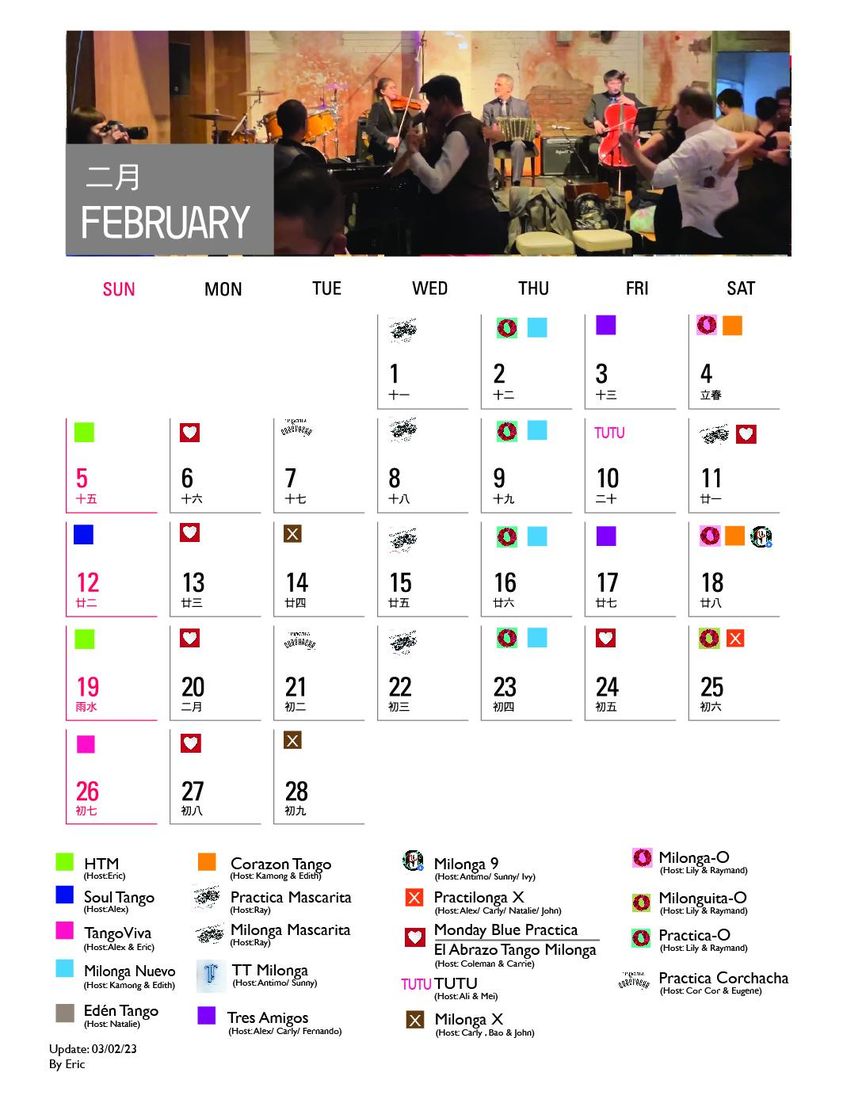 二月
FEBRUARY
SUN MON TUE WED THU FRI SAT
1 2 3 4
十一 十二 十三 立春
TUTU
5 6 7 8 9 10 11
十五 十六 十七 十八 十九 二十 廿一
X
12 13 14 15 16 17 18
廿二 廿三 廿四 廿五 廿六 廿七 廿八
X
19 20 21 22 23 24 25
雨水 二月 初二 初三 初四 初五 初六
X
26 27 28
初七 初八 初九
HTM
(Host:Eric)
Soul Tango
(Host:Alex)
TangoViva
(Host:Alex & Eric)
Milonga Nuevo
(Host: Kamong & Edith)
Edén Tango
(Host: Natalie)
Corazon Tango
(Host: Kamong & Edith)
Practica Mascarita
(Host:Ray)
Milonga Mascarita
(Host:Ray)
TT Milonga
(Host:Antimo/ Sunny)
Tres Amigos
(Host:Alex/ Carly/ Fernando)
Milonga 9
(Host:Antimo/ Sunny/ Ivy)
X Practilonga X
(Host:Alex/ Carly/ Natalie/ John)
Monday Blue Practica
El Abrazo Tango Milonga
(Host: Coleman & Carrie)
TUTU TUTU
(Host:Ali & Mei)
X Milonga X
(Host: Carly . Bao & John)
Milonga-O
(Host: Lily & Raymand)
Milonguita-O
(Host: Lily & Raymand)
Practica-O
(Host: Lily & Raymand)
Practica Corchacha
(Host: Cor Cor & Eugene)
Update: 03/02/23
By Eric